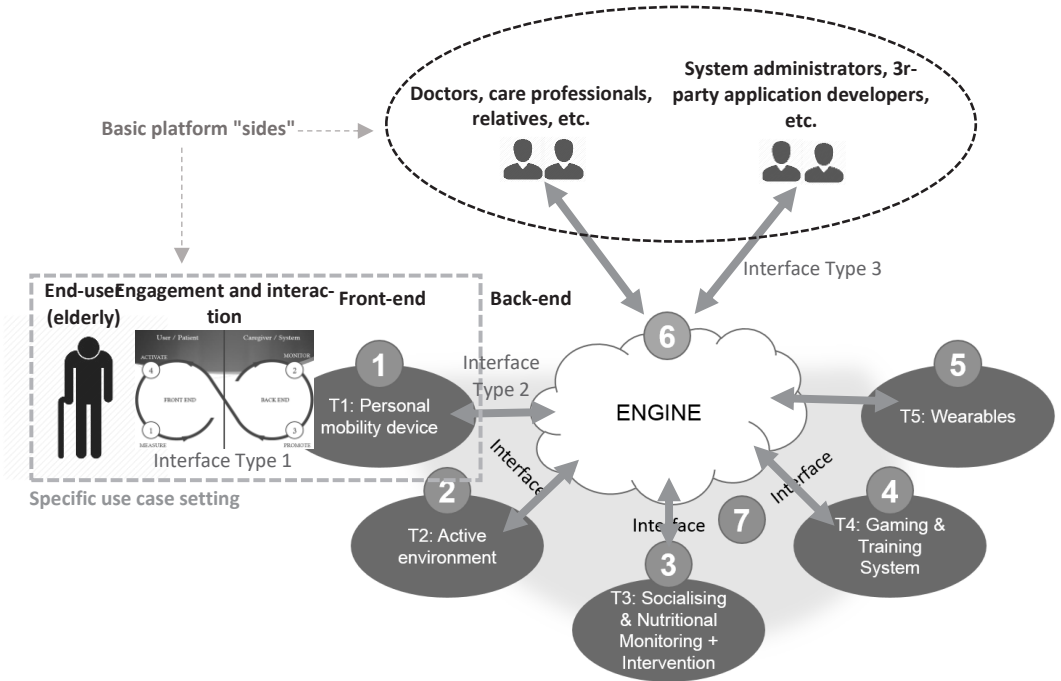 Doctors, care professionals,
relatives, etc.
System administrators, 3r-
party application developers,
etc.
Basic platform "sides"
Interface Type 3
End-user
(elderly)
Engagement and interac-
tion
Front-end
Back-end
User / Patient
Caregiver / System
ACTIVATE
4
MONITOR
2
FRONT END
BACK END
1
MEASURE
3
PROMOTE
Interface Type 1
Specific use case setting
1
T1: Personal
mobility device
Interface
Type 2
6
ENGINE
5
T5: Wearables
2
T2: Active
environment
Interface
Interface
Interface
7
3
T3: Socialising
& Nutritional
Monitoring +
Intervention
4
T4: Gaming &
Training
System